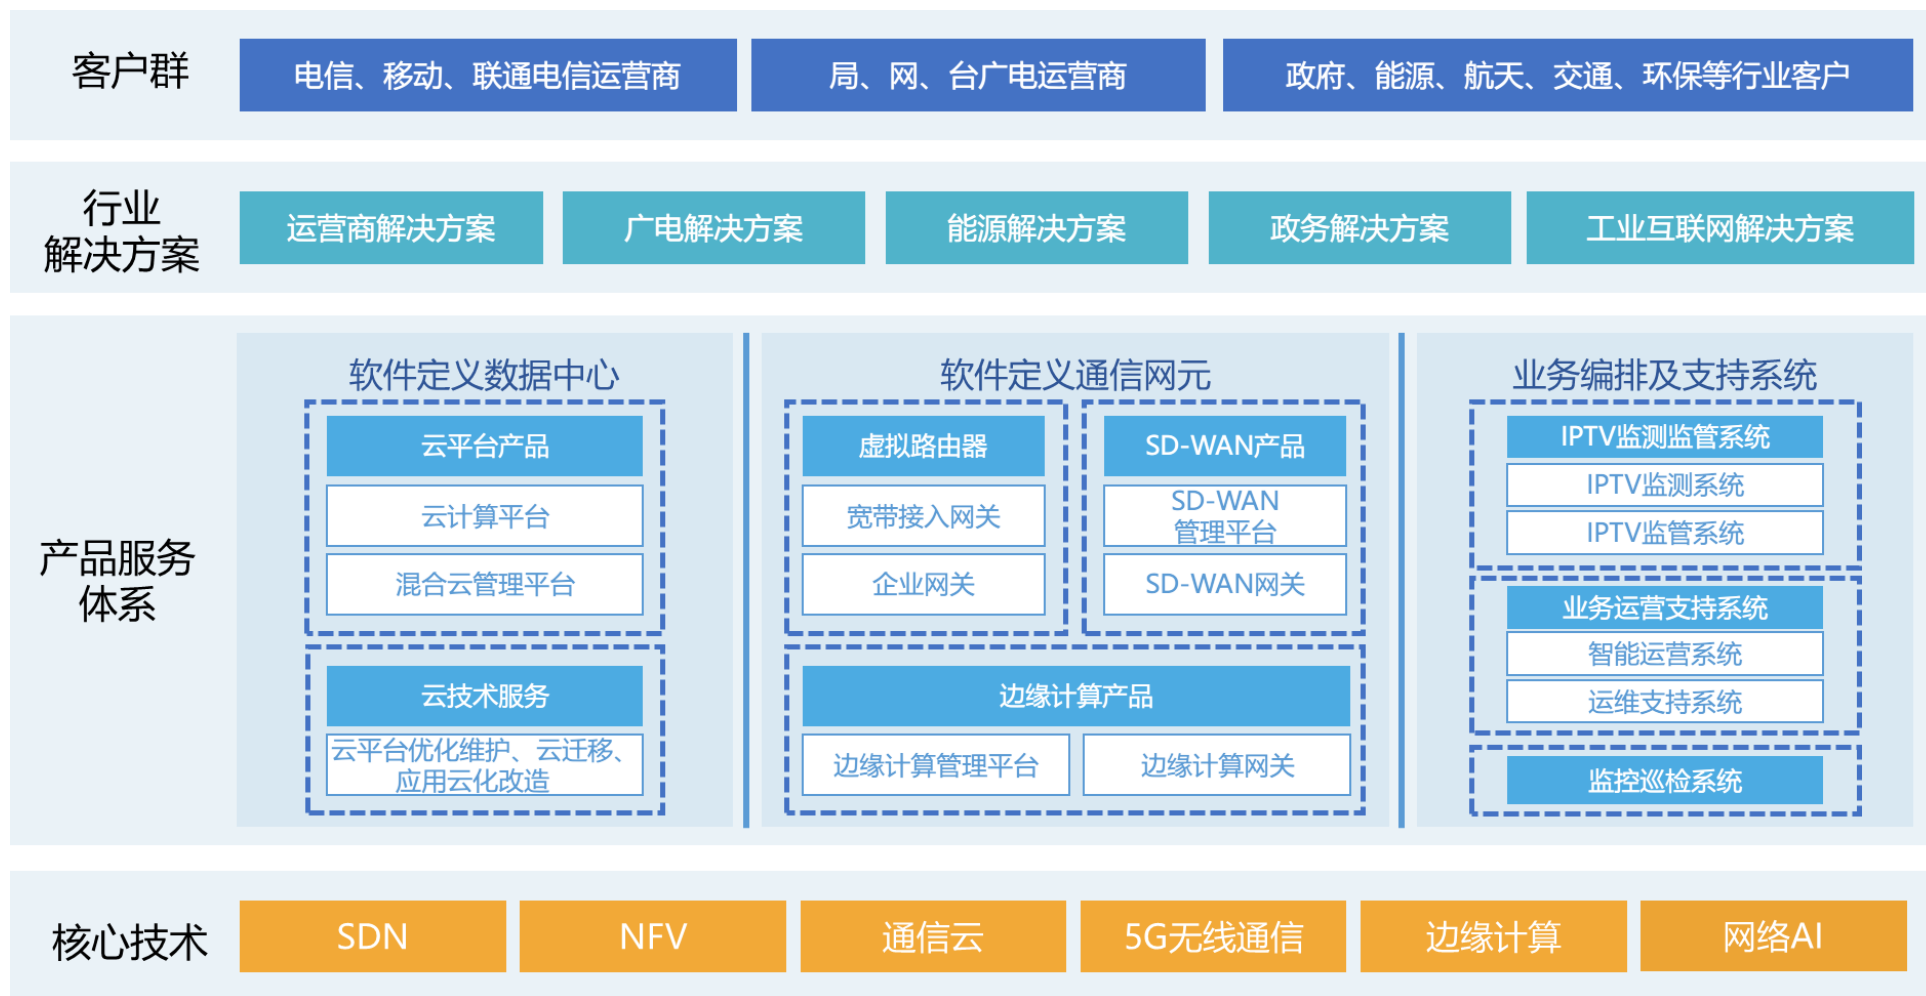 客户群
电信、移动、联通电信运营商
局、网、台广电运营商
政府、能源、航天、交通、环保等行业客户
行业
解决方案
运营商解决方案
广电解决方案
能源解决方案
政务解决方案
工业互联网解决方案
产品服务
体系
软件定义数据中心
云平台产品
云计算平台
混合云管理平台
云技术服务
云平台优化维护、云迁移、
应用云化改造
软件定义通信网元
虚拟路由器
宽带接入网关
企业网关
SD-WAN产品
SD-WAN
管理平台
SD-WAN网关
边缘计算产品
边缘计算管理平台
边缘计算网关
业务编排及支持系统
IPTV监测监管系统
IPTV监测系统
IPTV监管系统
业务运营支持系统
智能运营系统
运维支持系统
监控巡检系统
核心技术
SDN
NFV
通信云
5G无线通信
边缘计算
网络AI